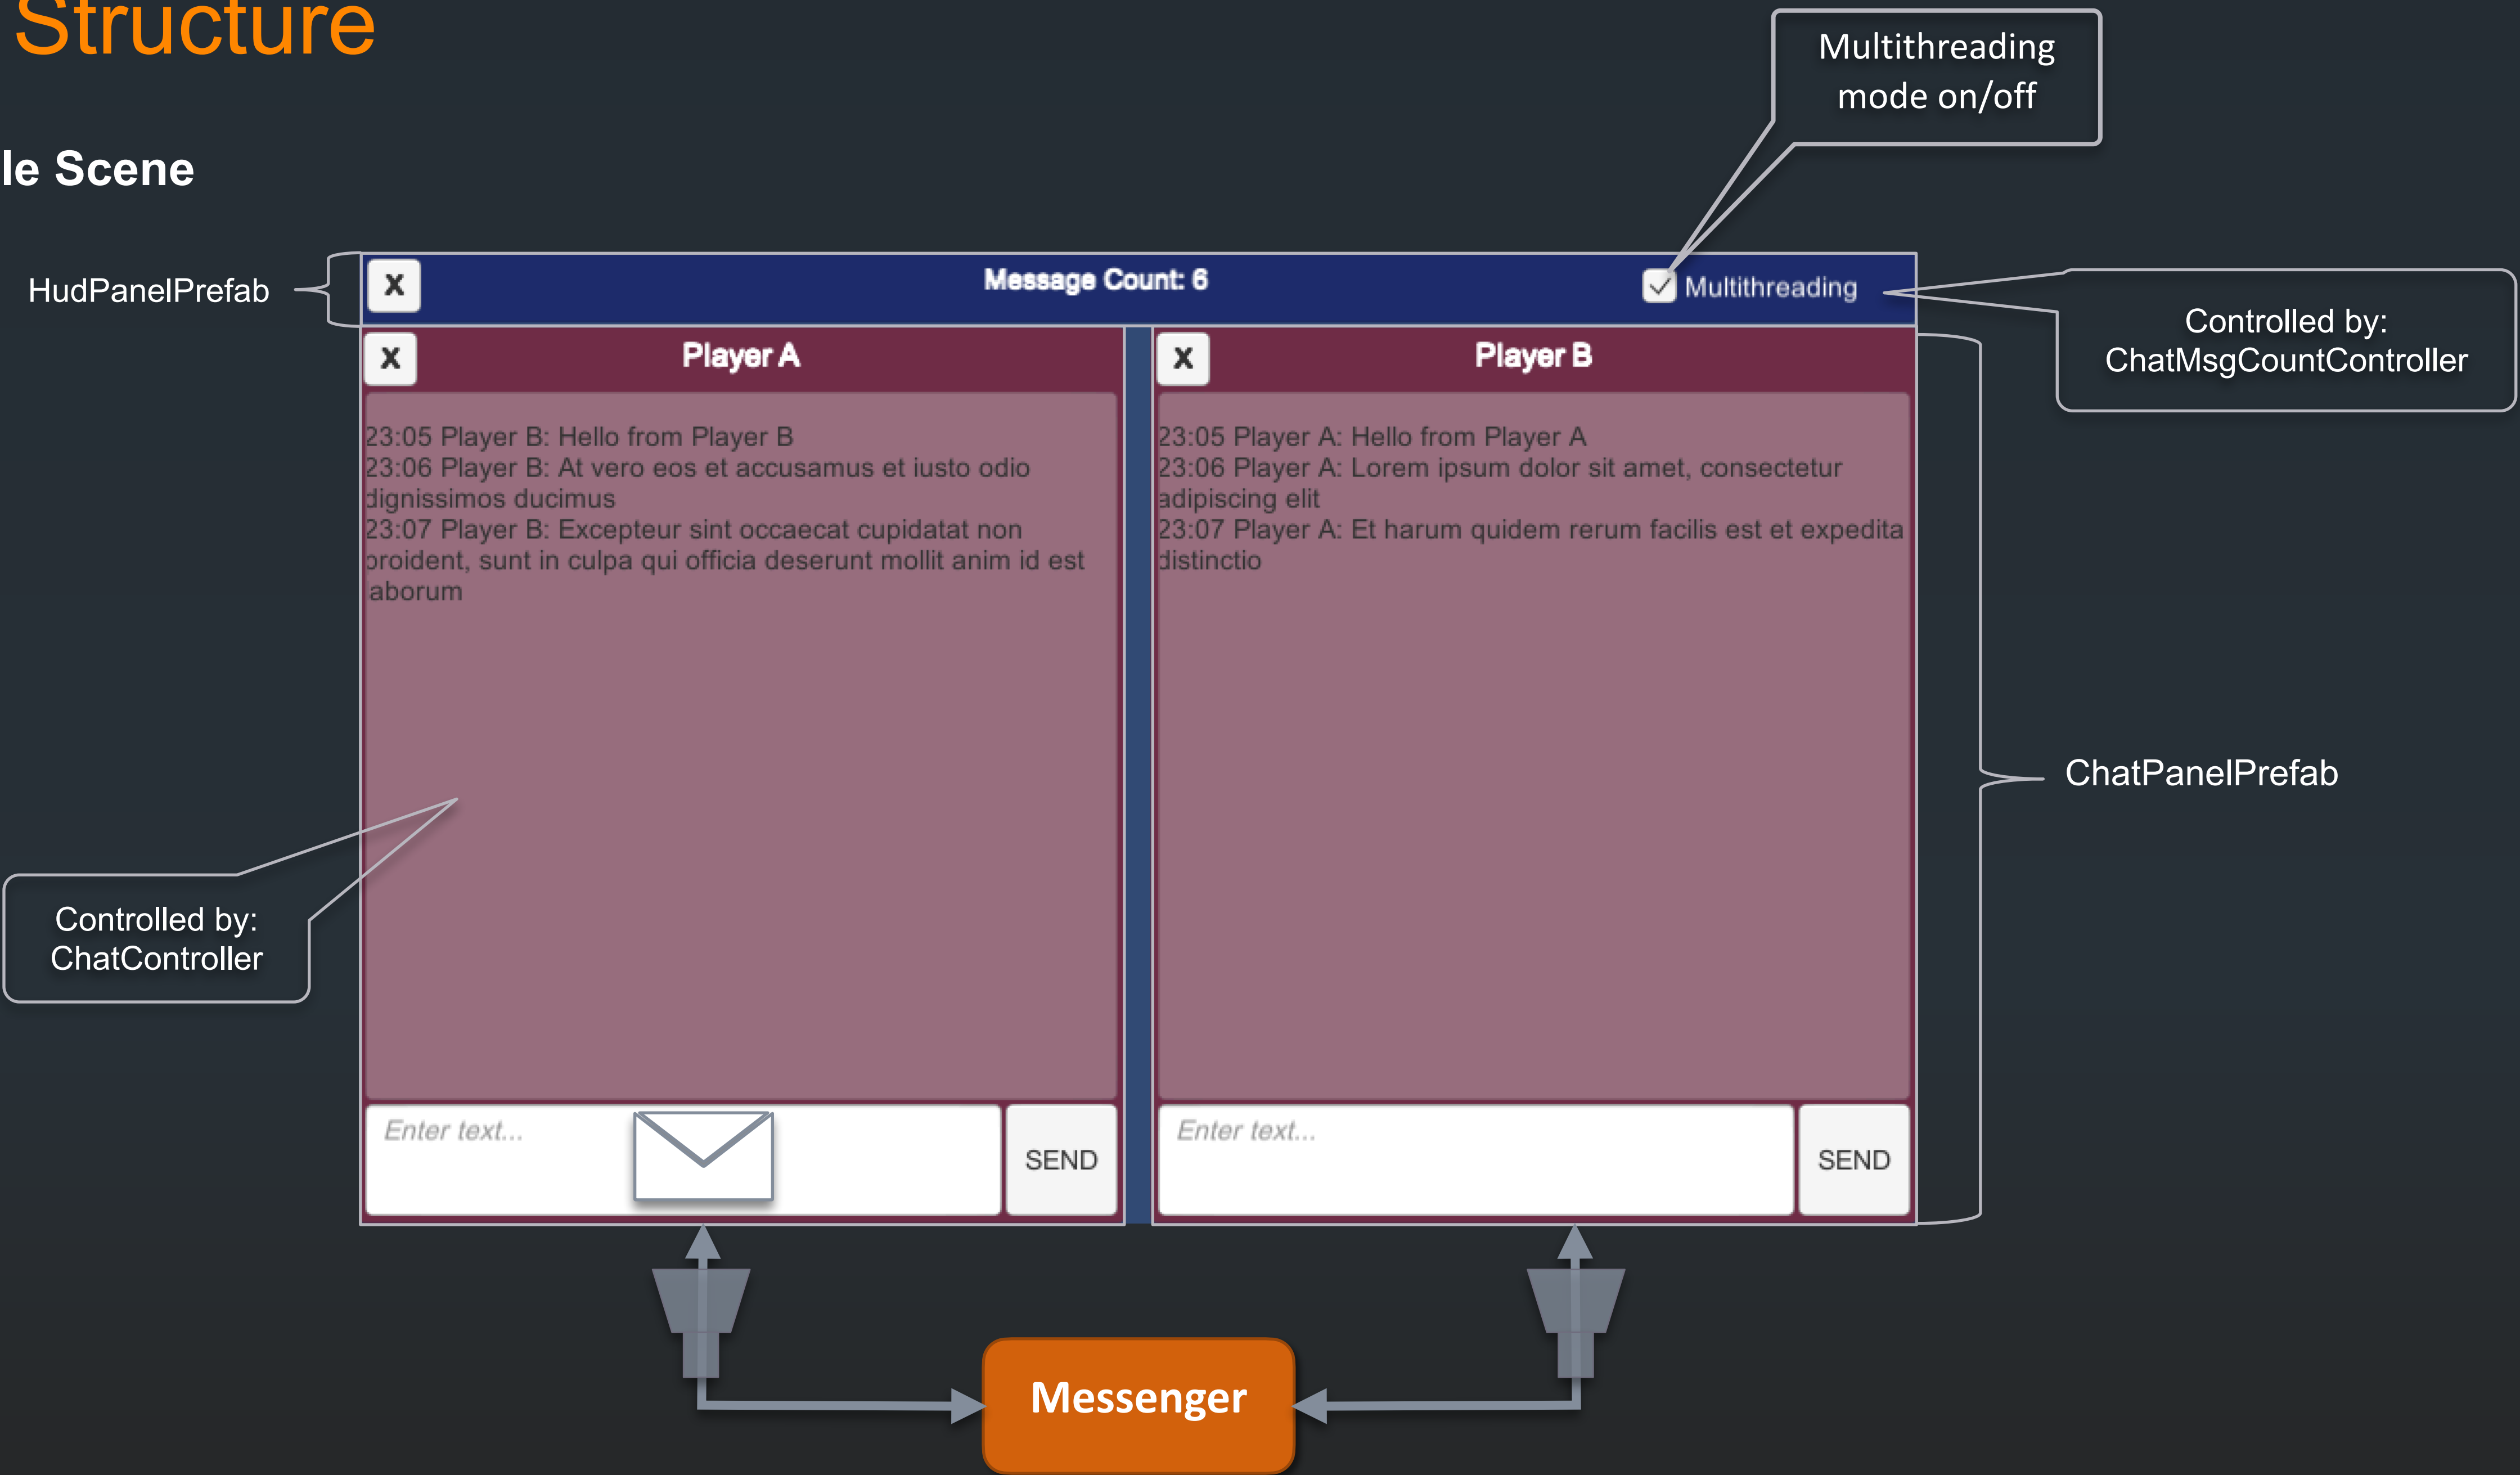 Structure
le Scene
Multithreading
mode on/off
HudPanelPrefab
X
Message Count: 6
Multithreading
Controlled by:
ChatMsgCountController
X
Player A
23:05 Player B: Hello from Player B
23:06 Player B: At vero eos et accusamus et iusto odio
dignissimos ducimus
23:07 Player B: Excepteur sint occaecat cupidatat non
proident, sunt in culpa qui officia deserunt mollit anim id est
laborum
Enter text...
SEND
X
Player B
23:05 Player A: Hello from Player A
23:06 Player A: Lorem ipsum dolor sit amet, consectetur
adipiscing elit
23:07 Player A: Et harum quidem rerum facilis est et expedita
distinctio
Enter text...
SEND
ChatPanelPrefab
Controlled by:
ChatController
Messenger